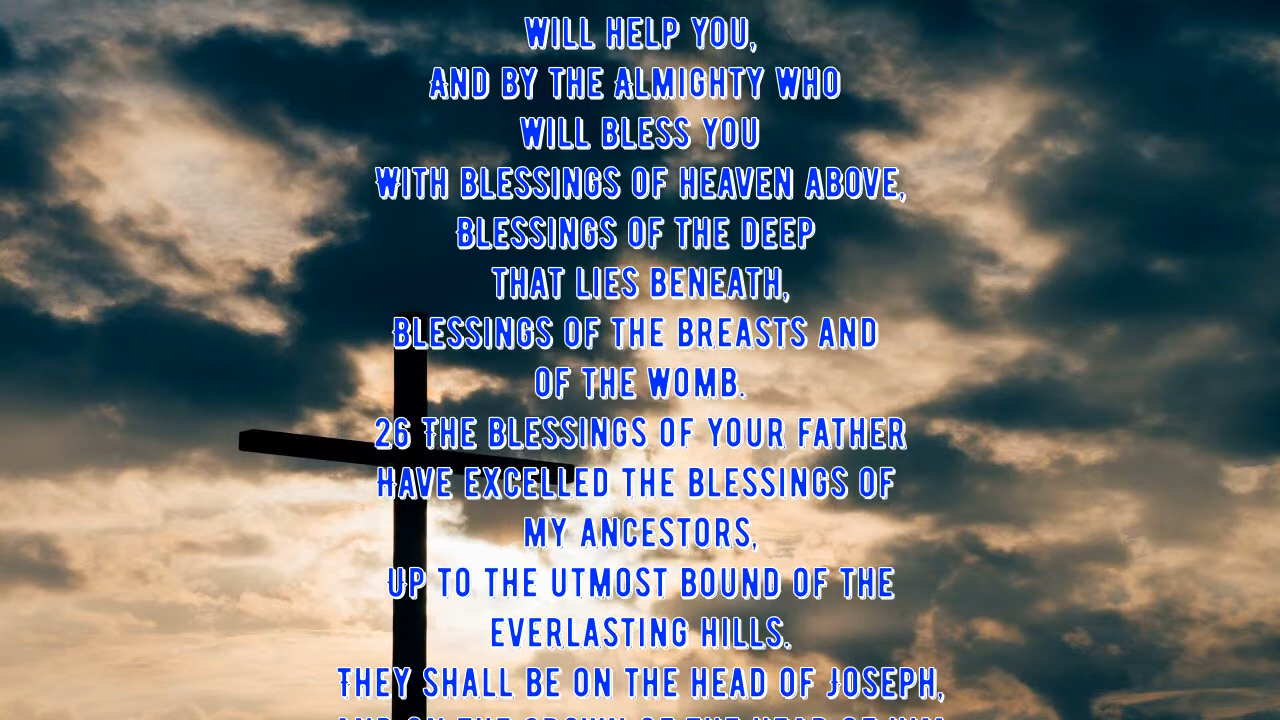 WILL HELP YOU,
AND BY THE ALMIGHTY WHO
WILL BLESS YOU
WITH BLESSINGS OF HEAVEN ABOVE,
BLESSINGS OF THE DEEP
THAT LIES BENEATH,
BLESSINGS OF THE BREASTS AND
OF THE WOMB.
26 THE BLESSINGS OF YOUR FATHER
HAVE EXCELLED THE BLESSINGS OF
MY ANCESTORS,
UP TO THE UTMOST BOUND OF THE
EVERLASTING HILLS.
THEY SHALL BE ON THE HEAD OF JOSEPH,